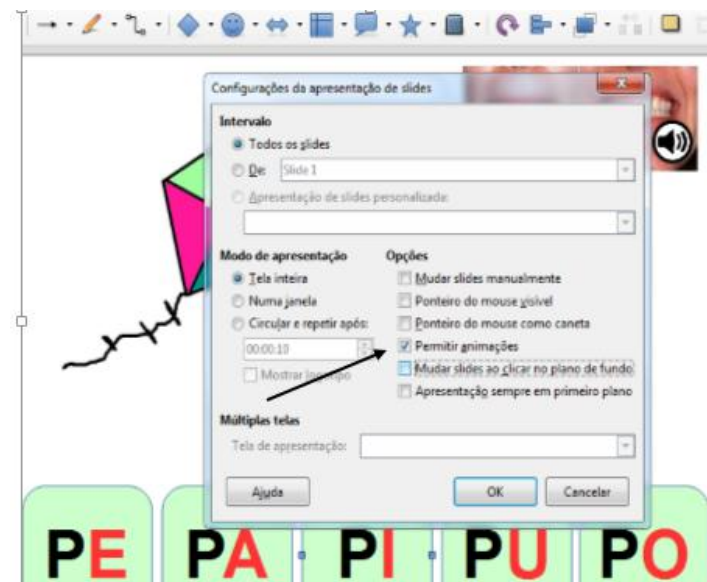 Configurações da apresentação de slides
Intervalo
Todos os slides
De: Slide 1
Apresentação de slides personalizada:
Modo de apresentação
Tela inteira
Numa janela
Circular e repetir após:
00:00:10
Mostrar logotipo
Opções
Mudar slides manualmente
Ponteiro do mouse visível
Ponteiro do mouse como caneta
Permitir animações
Mudar slides ao clicar no plano de fundo
Apresentação sempre em primeiro plano
Múltiplas telas
Tela de apresentação:
Ajuda OK Cancelar
PE PA PI PU PO